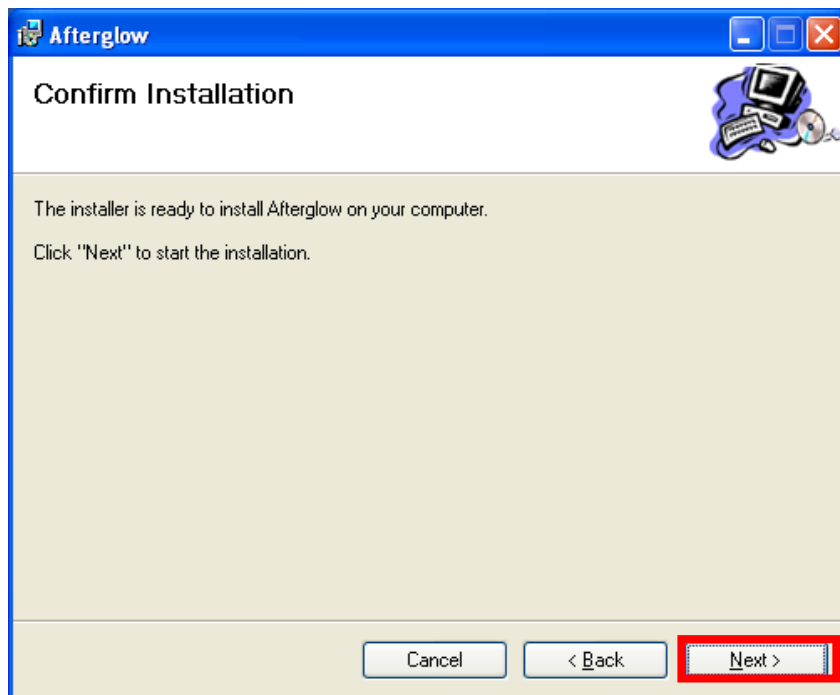 Afterglow
Confirm Installation
The installer is ready to install Afterglow on your computer.
Click "Next" to start the installation.
Cancel
< Back
Next >